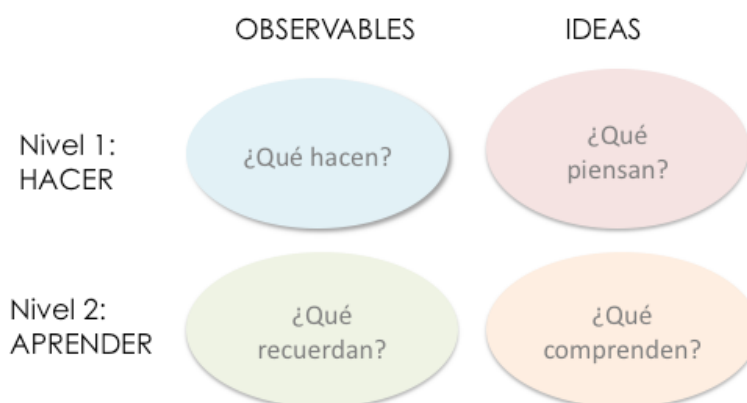 OBSERVABLES
IDEAS
Nivel 1:
HACER
¿Qué hacen?
¿Qué
piensan?
Nivel 2:
APRENDER
¿Qué
recuerdan?
¿Qué
comprenden?